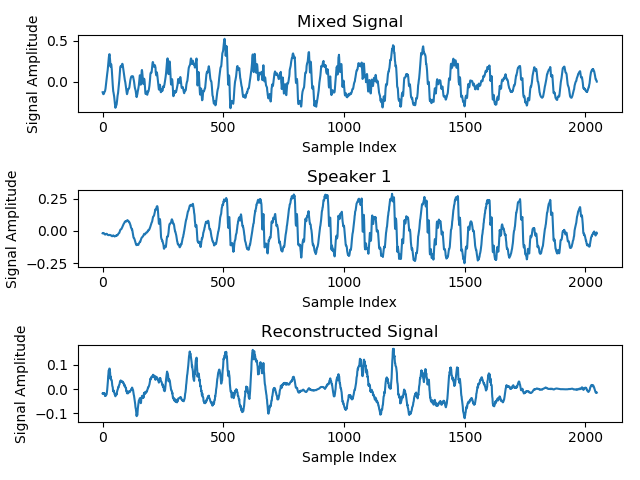 Mixed Signal
Signal Amplitude
0.5
0.0
0 500 1000 1500 2000
Sample Index
Speaker 1
Signal Amplitude
0.25
0.00
−0.25
0 500 1000 1500 2000
Sample Index
Reconstructed Signal
Signal Amplitude
0.1
0.0
−0.1
0 500 1000 1500 2000
Sample Index